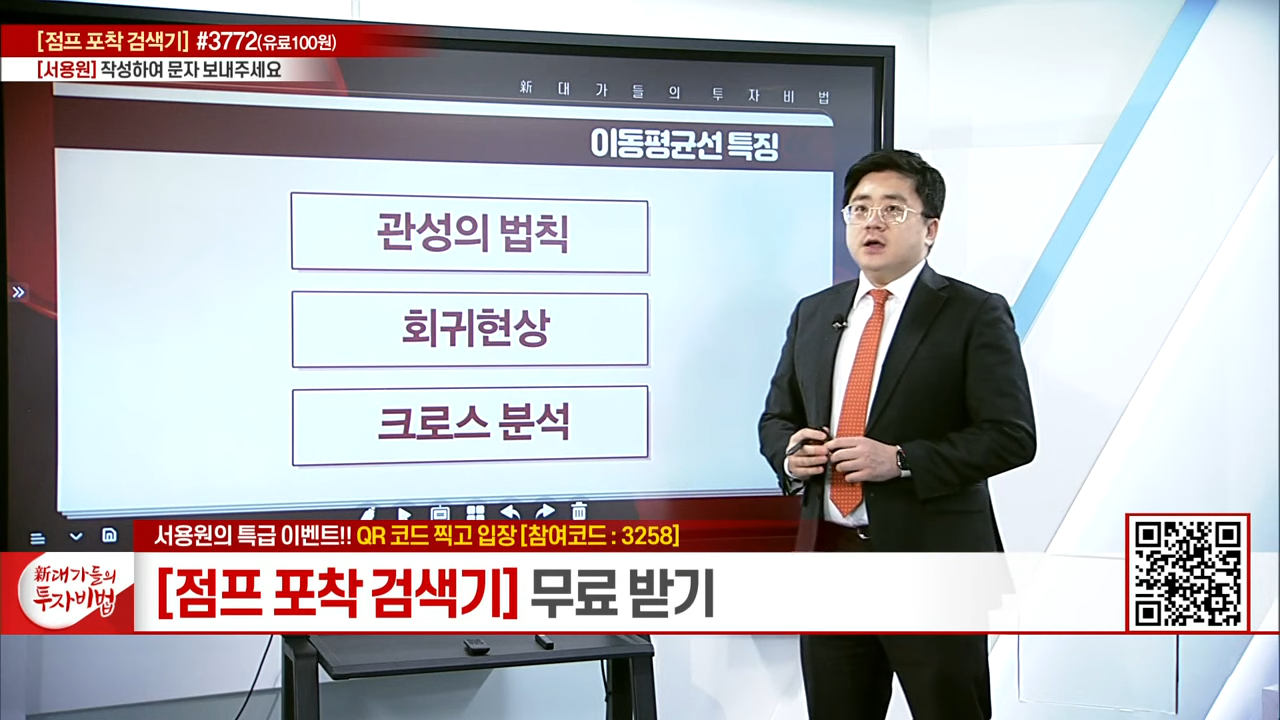 [점프 포착 검색기] #3772(유료100원)
[서용원] 작성하여 문자 보내주세요
新 대 가 들 의 투 자 비 법
이동평균선 특징
관성의 법칙
회귀현상
크로스 분석
서용원의 특급 이벤트!! QR 코드 찍고 입장 [참여코드 : 3258]
新대가들의
투자비법
[점프 포착 검색기] 무료 받기